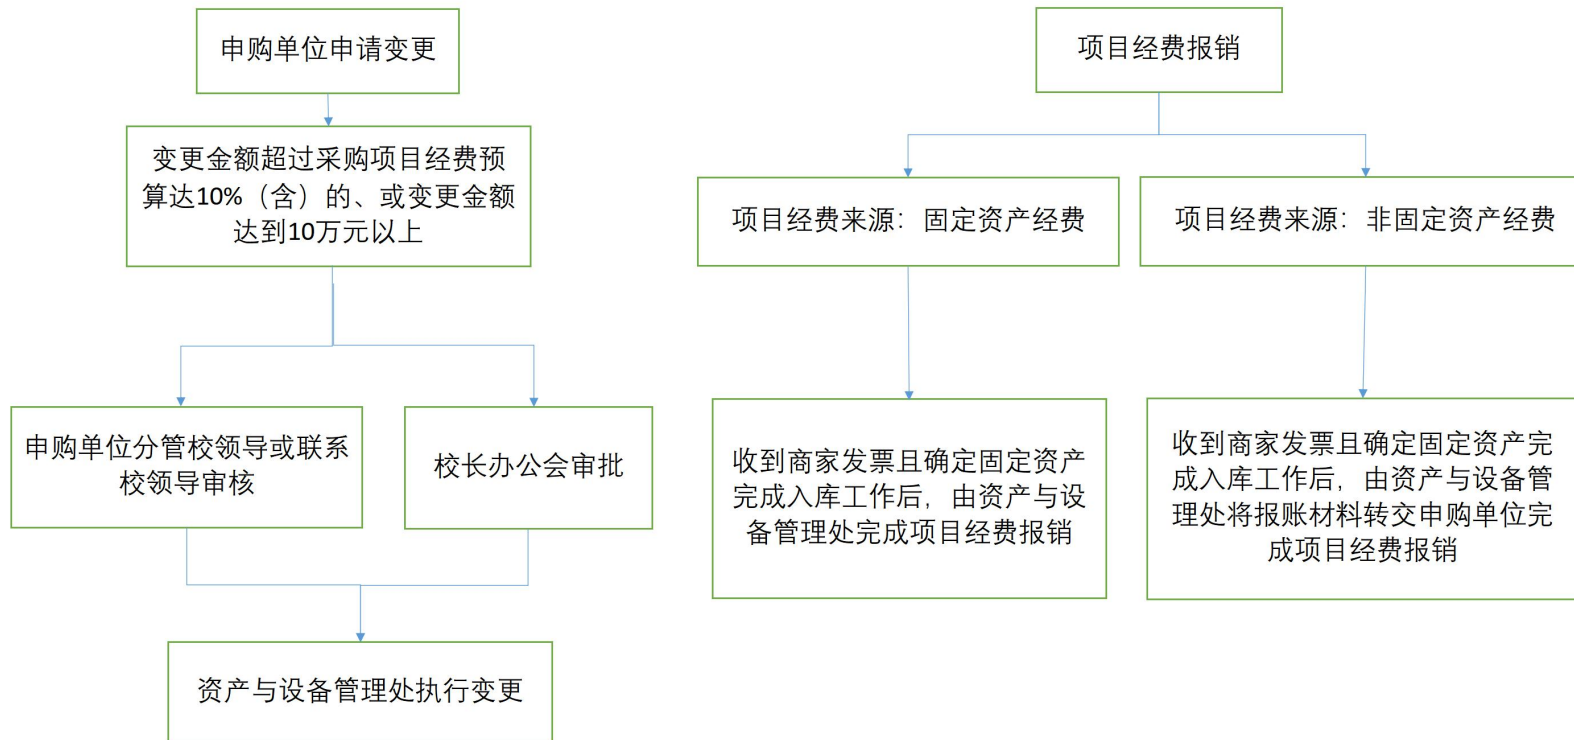 申购单位申请变更
变更金额超过采购项目经费预
算达10%（含）的、或变更金额
达到10万元以上
申购单位分管校领导或联系
校领导审核
校长办公会审批
资产与设备管理处执行变更
项目经费报销
项目经费来源：固定资产经费
项目经费来源：非固定资产经费
收到商家发票且确定固定资产
完成入库工作后，由资产与设
备管理处完成项目经费报销
收到商家发票且确定固定资产完
成入库工作后，由资产与设备管
理处将报账材料转交申购单位完
成项目经费报销